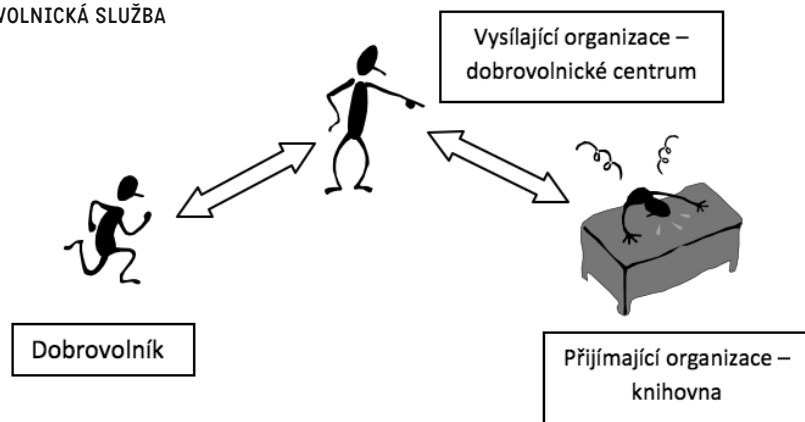 VOLNICKÁ SLUŽBA
Vysílající organizace –
dobrovolnické centrum
Dobrovolník
Přijímající organizace –
knihovna